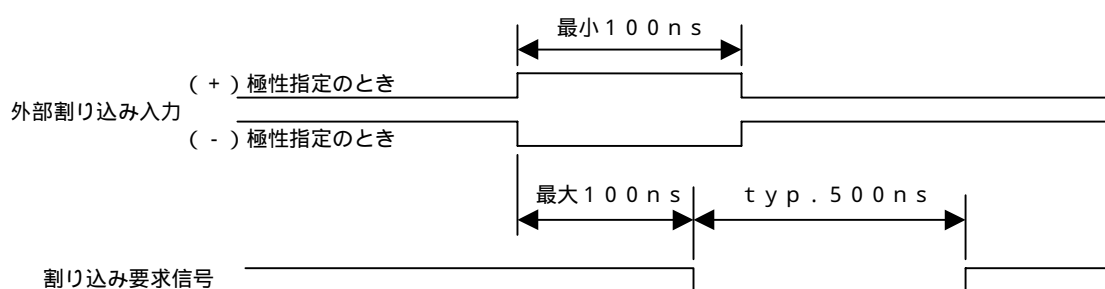 最小１００ｎｓ
（＋）極性指定のとき
外部割り込み入力
（－）極性指定のとき
最大１００ｎｓ
ｔｙｐ．５００ｎｓ
割り込み要求信号